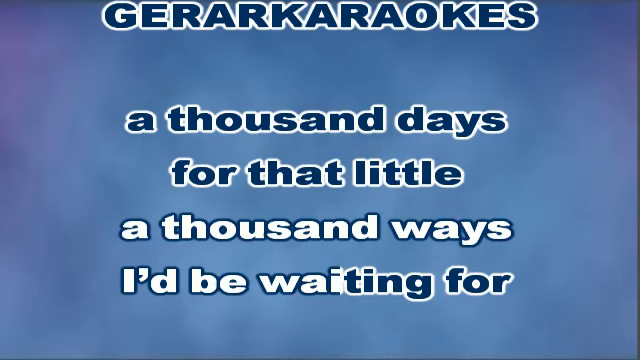 GERARKARAOKES
a thousand days
for that little
a thousand ways
I'd be waiting for